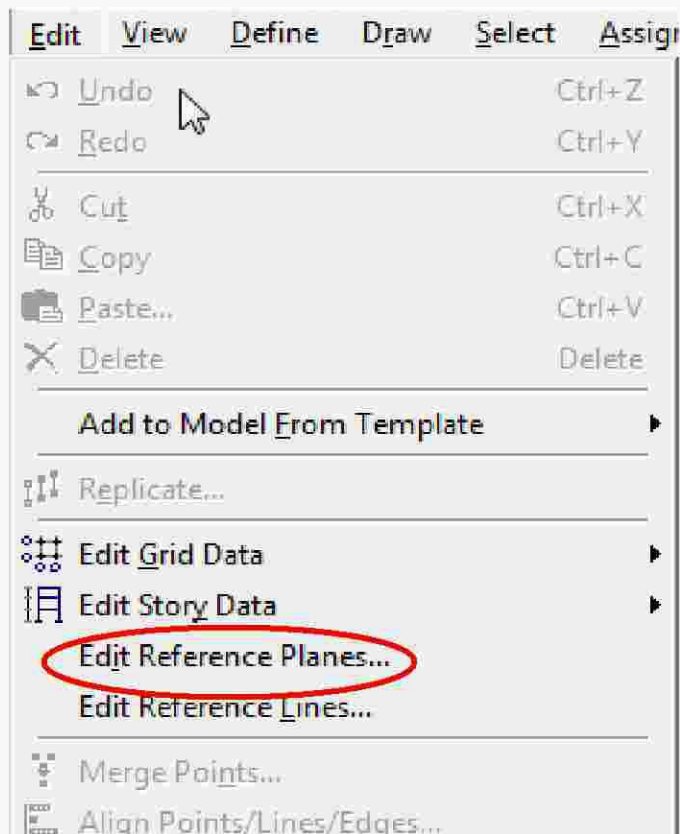 Edit View Define Draw Select Assign
Undo Ctrl+Z
Redo Ctrl+Y
Cut Ctrl+X
Copy Ctrl+C
Paste... Ctrl+V
Delete Delete
Add to Model From Template
Replicate...
Edit Grid Data
Edit Story Data
Edit Reference Planes...
Edit Reference Lines...
Merge Points...
Align Points/Lines/Edges...